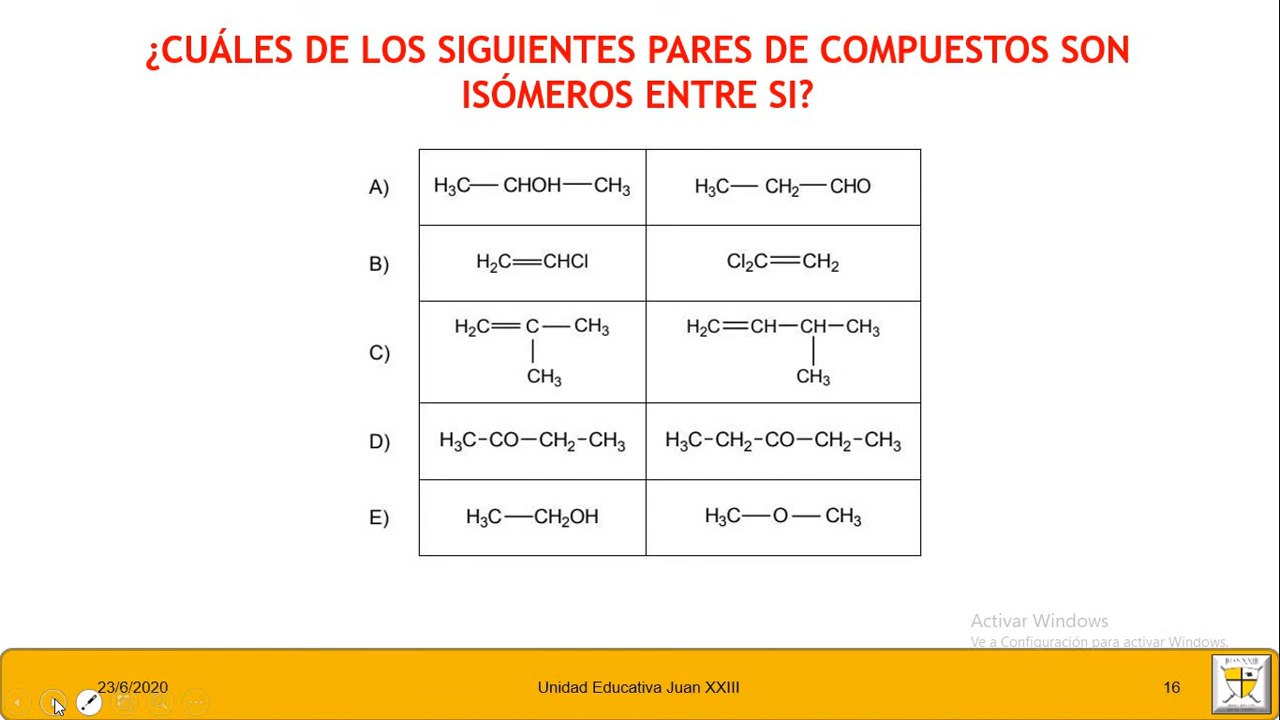 ¿CUÁLES DE LOS SIGUIENTES PARES DE COMPUESTOS SON
ISÓMEROS ENTRE SI?
A) H₃C— CHOH—CH₃ H₃C— CH₂—CHO
B) H₂C=CHCl Cl₂C=CH₂
C) H₂C=C—CH₃ H₂C=CH—CH—CH₃
| |
CH₃ CH₃
D) H₃C-CO—CH₂-CH₃ H₃C-CH₂-CO—CH₂-CH₃
E) H₃C—CH₂OH H₃C—O—CH₃
Activar Windows
Ve a Configuración para activar Windows.
23/6/2020 Unidad Educativa Juan XXIII 16
JUAN XXIII